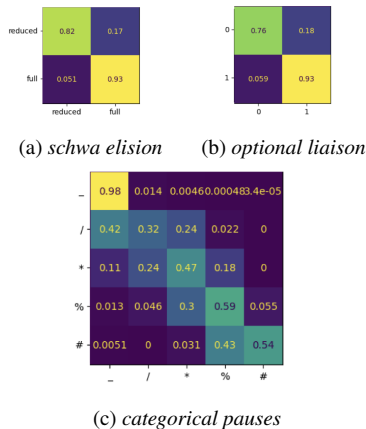 reduced 0.82 0.17 0 0.76 0.18
full 0.051 0.93 1 0.059 0.93
reduced full 0 1
(a) schwa elision (b) optional liaison
_ 0.98 0.014 0.0046 0.00048 3.4e-05
/ 0.42 0.32 0.24 0.022 0
* 0.11 0.24 0.47 0.18 0
% 0.013 0.046 0.3 0.59 0.055
# 0.0051 0 0.031 0.43 0.54
_ / * % #
(c) categorical pauses